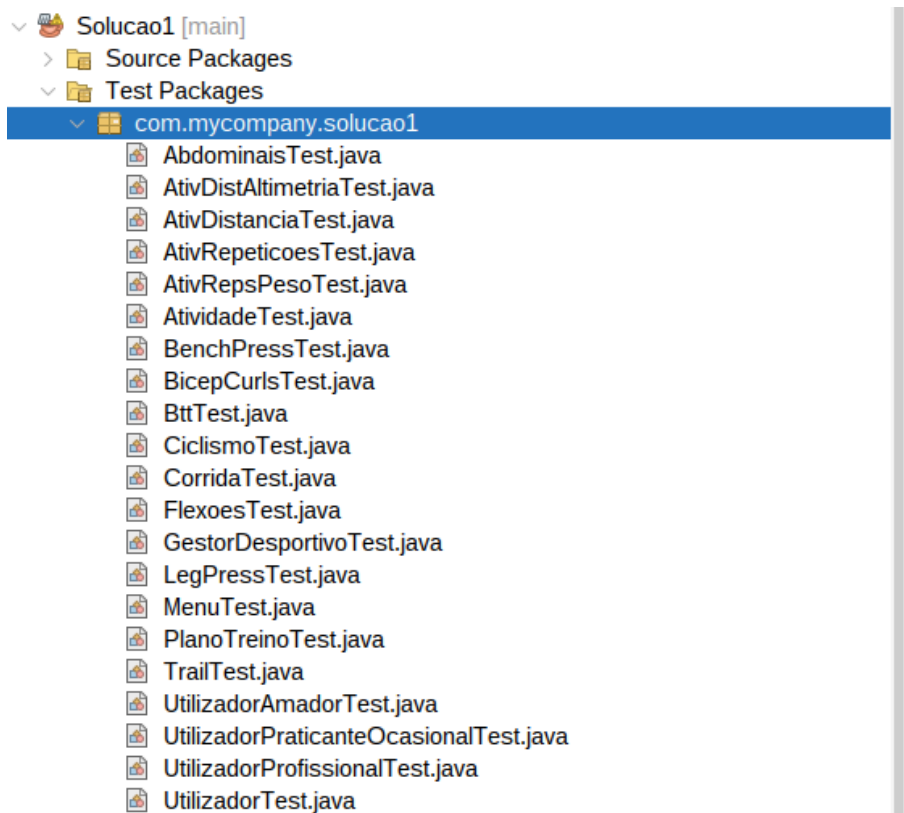 Solucao1 [main]
Source Packages
Test Packages
com.mycompany.solucao1
AbdominaisTest.java
AtivDistAltimetriaTest.java
AtivDistanciaTest.java
AtivRepeticoesTest.java
AtivRepsPesoTest.java
AtividadeTest.java
BenchPressTest.java
BicepCurlsTest.java
BttTest.java
CiclismoTest.java
CorridaTest.java
FlexoesTest.java
GestorDesportivoTest.java
LegPressTest.java
MenuTest.java
PlanoTreinoTest.java
TrailTest.java
UtilizadorAmadorTest.java
UtilizadorPraticanteOcasionalTest.java
UtilizadorProfissionalTest.java
UtilizadorTest.java